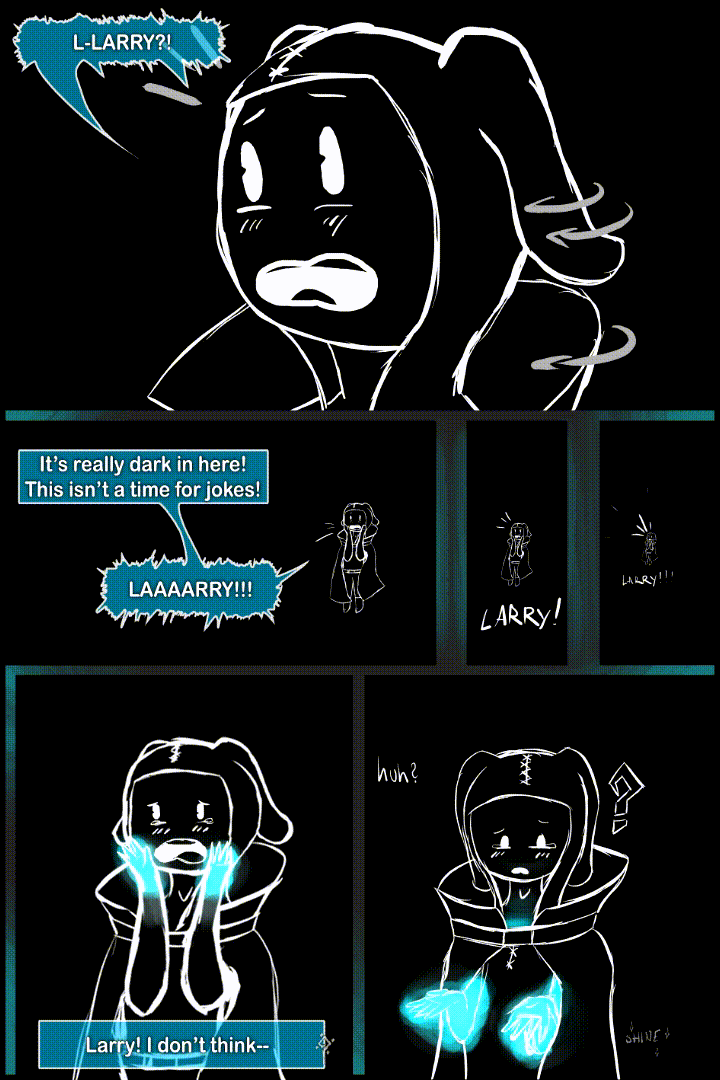 L-LARRY?!
It's really dark in here!
This isn't a time for jokes!
LAAAARRY!!!
LARRY!
LARRY!!!
Larry! I don't think--
huh?
?
SHINE